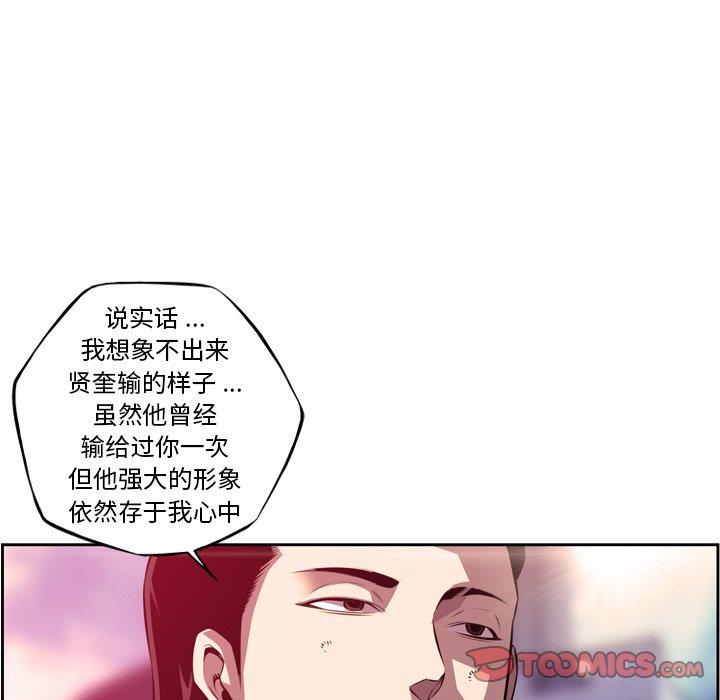 说实话 ...
我想象不出来
贤奎输的样子 ...
虽然他曾经
输给过你一次
但他强大的形象
依然存于我心中
TOOMICS.COM